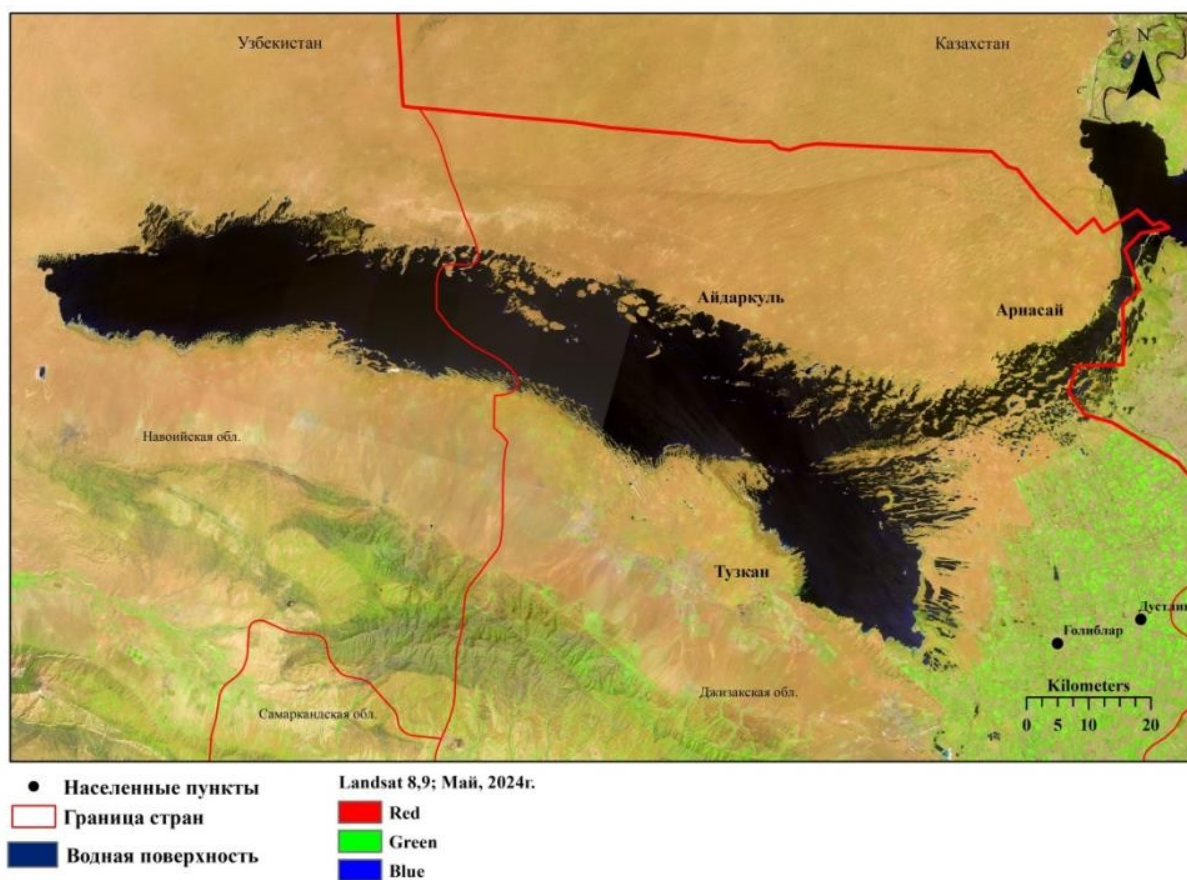 Узбекистан
Казахстан
N
Айдаркуль
Арнасай
Навоийская обл.
Тузкан
Дустлик
Голиблар
Джизакская обл.
Самаркандская обл.
Kilometers
0 5 10 20
Населенные пункты
Граница стран
Водная поверхность
Landsat 8,9; Май, 2024г.
Red
Green
Blue